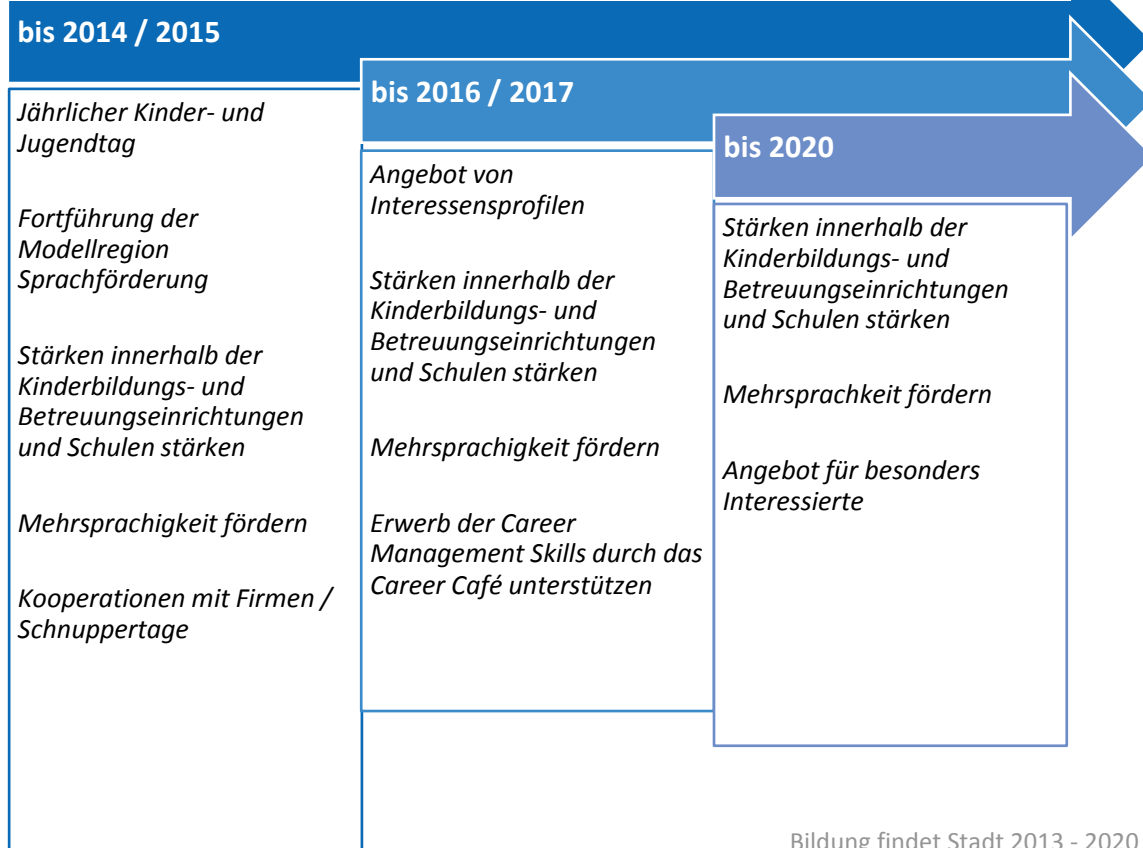 bis 2014 / 2015
Jährlicher Kinder- und
Jugendtag
Fortführung der
Modellregion
Sprachförderung
Stärken innerhalb der
Kinderbildungs- und
Betreuungseinrichtungen
und Schulen stärken
Mehrsprachigkeit fördern
Kooperationen mit Firmen /
Schnuppertage
bis 2016 / 2017
Angebot von
Interessensprofilen
Stärken innerhalb der
Kinderbildungs- und
Betreuungseinrichtungen
und Schulen stärken
Mehrsprachigkeit fördern
Erwerb der Career
Management Skills durch das
Career Café unterstützen
bis 2020
Stärken innerhalb der
Kinderbildungs- und
Betreuungseinrichtungen
und Schulen stärken
Mehrsprachkeit fördern
Angebot für besonders
Interessierte
Bildung findet Stadt 2013 - 2020